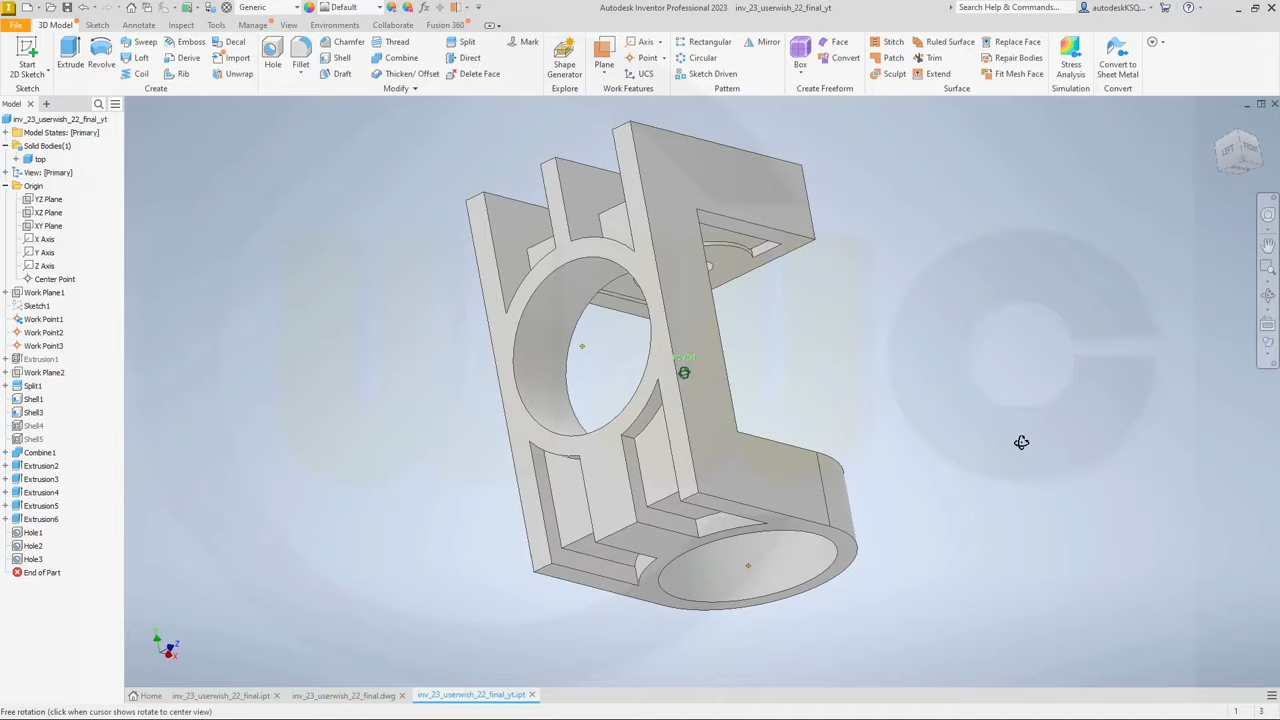 Autodesk Inventor Professional 2023 inv_23_userwish_22_final_yt
Generic
Default
Search Help & Commands...
autodeskKSQ...
File
3D Model
Sketch
Annotate
Inspect
Tools
Manage
View
Environments
Collaborate
Fusion 360
Start
2D Sketch
Sketch
Extrude
Revolve
Sweep
Loft
Coil
Emboss
Derive
Rib
Decal
Import
Unwrap
Create
Hole
Fillet
Chamfer
Shell
Draft
Thread
Combine
Thicken/ Offset
Split
Direct
Delete Face
Mark
Modify
Shape
Generator
Explore
Plane
Axis
Point
UCS
Work Features
Rectangular
Circular
Sketch Driven
Mirror
Pattern
Box
Face
Convert
Create Freeform
Stitch
Patch
Sculpt
Ruled Surface
Trim
Extend
Replace Face
Repair Bodies
Fit Mesh Face
Surface
Stress
Analysis
Simulation
Convert to
Sheet Metal
Convert
Model
inv_23_userwish_22_final_yt
Model States: [Primary]
Solid Bodies(1)
top
View: [Primary]
Origin
YZ Plane
XZ Plane
XY Plane
X Axis
Y Axis
Z Axis
Center Point
Work Plane1
Sketch1
Work Point1
Work Point2
Work Point3
Extrusion1
Work Plane2
Split1
Shell1
Shell3
Shell4
Shell5
Combine1
Extrusion2
Extrusion3
Extrusion4
Extrusion5
Extrusion6
Hole1
Hole2
Hole3
End of Part
LEFT
FRONT
PIVOT
Y
Z
X
Home
inv_23_userwish_22_final.ipt
inv_23_userwish_22_final.dwg
inv_23_userwish_22_final_yt.ipt
Free rotation (click when cursor shows rotate to center view)
1
3